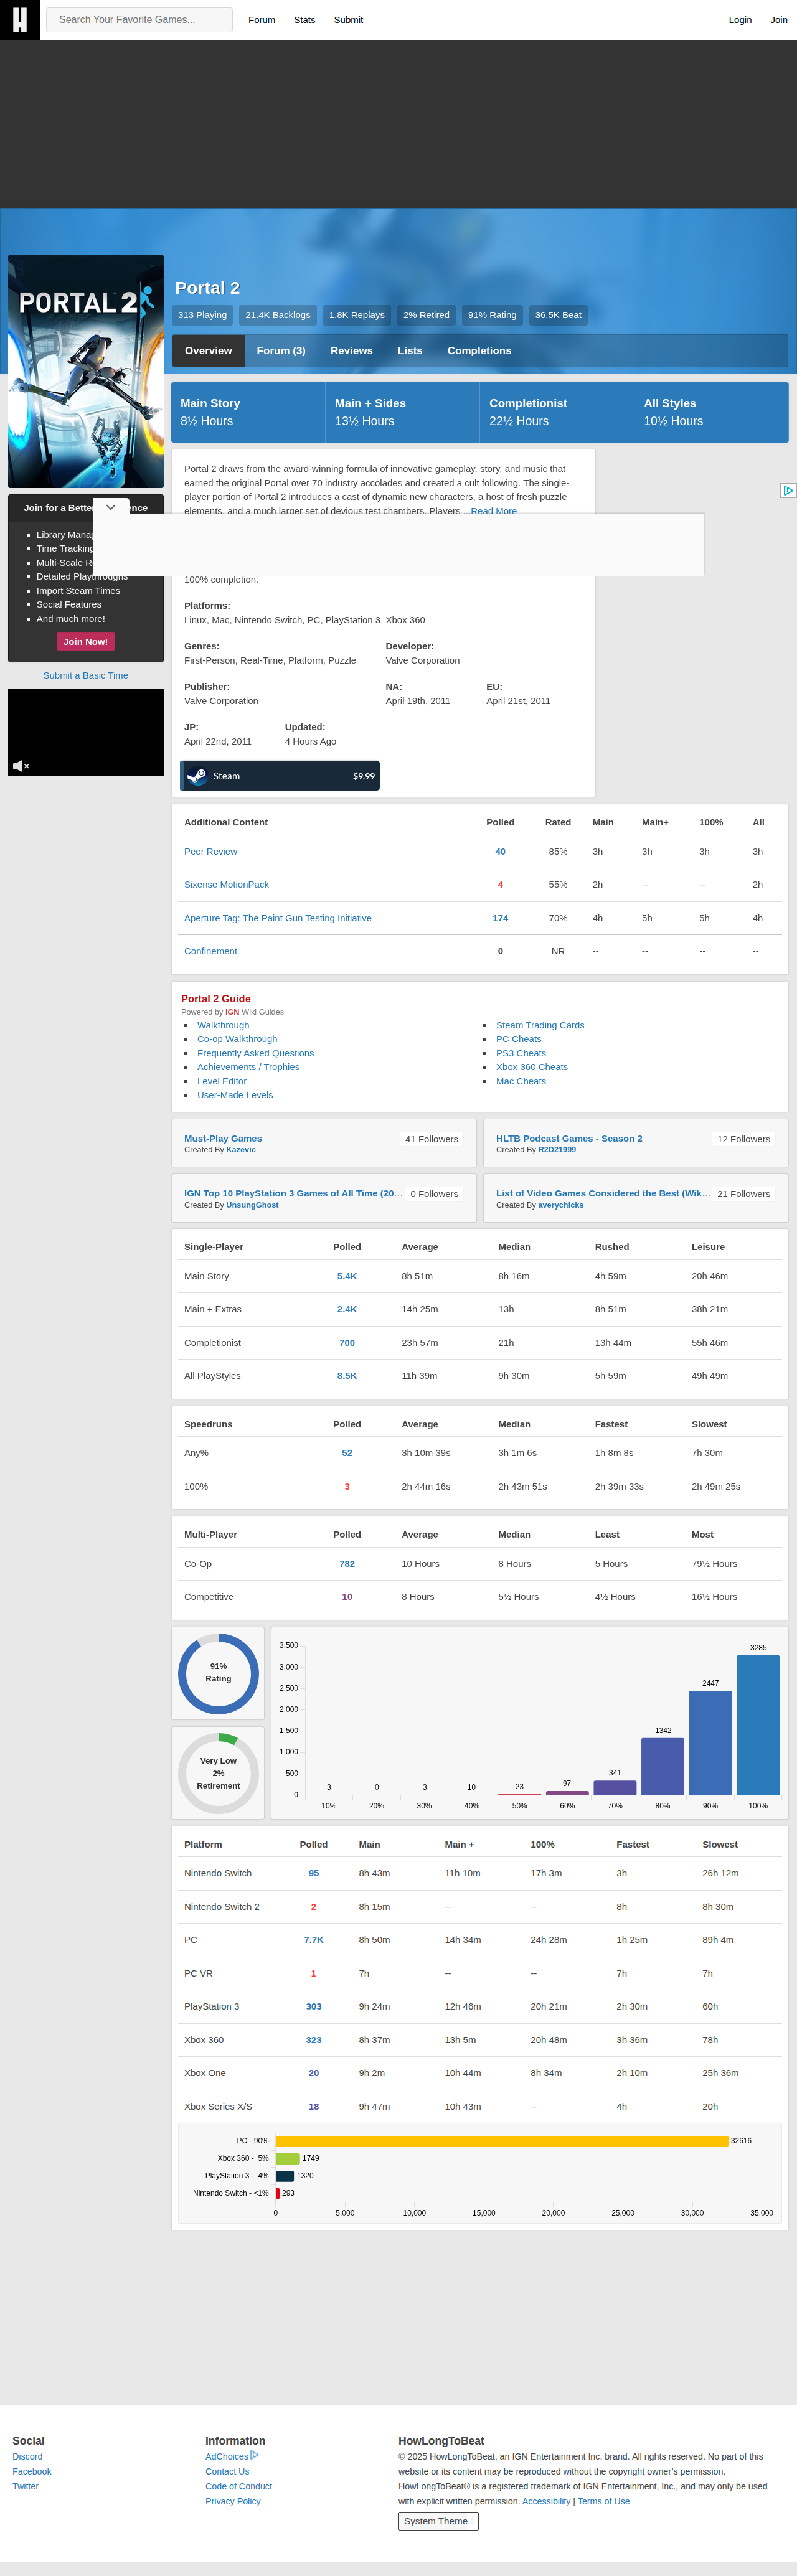 Search Your Favorite Games...
Forum
Stats
Submit
Login
Join
PORTAL 2
Portal 2
313 Playing
21.4K Backlogs
1.8K Replays
2% Retired
91% Rating
36.5K Beat
Overview
Forum (3)
Reviews
Lists
Completions
Main Story
8½ Hours
Main + Sides
13½ Hours
Completionist
22½ Hours
All Styles
10½ Hours
Join for a Better
Library
Time Tracking
Multi-Scale
Detailed Playthroughs
Import Steam Times
Social Features
And much more!
Join Now!
Submit a Basic Time
Portal 2 draws from the award-winning formula of innovative gameplay, story, and music that
earned the original Portal over 70 industry accolades and created a cult following. The single-
player portion of Portal 2 introduces a cast of dynamic new characters, a host of fresh puzzle
elements, and a much larger set of devious test chambers. Players ...Read More
100% completion.
Platforms:
Linux, Mac, Nintendo Switch, PC, PlayStation 3, Xbox 360
Genres:
First-Person, Real-Time, Platform, Puzzle
Developer:
Valve Corporation
Publisher:
Valve Corporation
NA:
April 19th, 2011
EU:
April 21st, 2011
JP:
April 22nd, 2011
Updated:
4 Hours Ago
Steam $9.99
Additional Content Polled Rated Main Main+ 100% All
Peer Review 40 85% 3h 3h 3h 3h
Sixense MotionPack 4 55% 2h -- -- 2h
Aperture Tag: The Paint Gun Testing Initiative 174 70% 4h 5h 5h 4h
Confinement 0 NR -- -- -- --
Portal 2 Guide
Powered by IGN Wiki Guides
Walkthrough
Co-op Walkthrough
Frequently Asked Questions
Achievements / Trophies
Level Editor
User-Made Levels
Steam Trading Cards
PC Cheats
PS3 Cheats
Xbox 360 Cheats
Mac Cheats
Must-Play Games
41 Followers
Created By Kazevic
HLTB Podcast Games - Season 2
12 Followers
Created By R2D21999
IGN Top 10 PlayStation 3 Games of All Time (20...
0 Followers
Created By UnsungGhost
List of Video Games Considered the Best (Wik...
21 Followers
Created By averychicks
Single-Player Polled Average Median Rushed Leisure
Main Story 5.4K 8h 51m 8h 16m 4h 59m 20h 46m
Main + Extras 2.4K 14h 25m 13h 8h 51m 38h 21m
Completionist 700 23h 57m 21h 13h 44m 55h 46m
All PlayStyles 8.5K 11h 39m 9h 30m 5h 59m 49h 49m
Speedruns Polled Average Median Fastest Slowest
Any% 52 3h 10m 39s 3h 1m 6s 1h 8m 8s 7h 30m
100% 3 2h 44m 16s 2h 43m 51s 2h 39m 33s 2h 49m 25s
Multi-Player Polled Average Median Least Most
Co-Op 782 10 Hours 8 Hours 5 Hours 79½ Hours
Competitive 10 8 Hours 5½ Hours 4½ Hours 16½ Hours
91%
Rating
Very Low
2%
Retirement
3,500
3,000
2,500
2,000
1,500
1,000
500
0
3 0 3 10 23 97 341 1342 2447 3285
10% 20% 30% 40% 50% 60% 70% 80% 90% 100%
Platform Polled Main Main + 100% Fastest Slowest
Nintendo Switch 95 8h 43m 11h 10m 17h 3m 3h 26h 12m
Nintendo Switch 2 2 8h 15m -- -- 8h 8h 30m
PC 7.7K 8h 50m 14h 34m 24h 28m 1h 25m 89h 4m
PC VR 1 7h -- -- 7h 7h
PlayStation 3 303 9h 24m 12h 46m 20h 21m 2h 30m 60h
Xbox 360 323 8h 37m 13h 5m 20h 48m 3h 36m 78h
Xbox One 20 9h 2m 10h 44m 8h 34m 2h 10m 25h 36m
Xbox Series X/S 18 9h 47m 10h 43m -- 4h 20h
PC - 90% 32616
Xbox 360 - 5% 1749
PlayStation 3 - 4% 1320
Nintendo Switch - <1% 293
0 5,000 10,000 15,000 20,000 25,000 30,000 35,000
Social
Discord
Facebook
Twitter
Information
AdChoices
Contact Us
Code of Conduct
Privacy Policy
HowLongToBeat
© 2025 HowLongToBeat, an IGN Entertainment Inc. brand. All rights reserved. No part of this
website or its content may be reproduced without the copyright owner's permission.
HowLongToBeat® is a registered trademark of IGN Entertainment, Inc., and may only be used
with explicit written permission. Accessibility | Terms of Use
System Theme